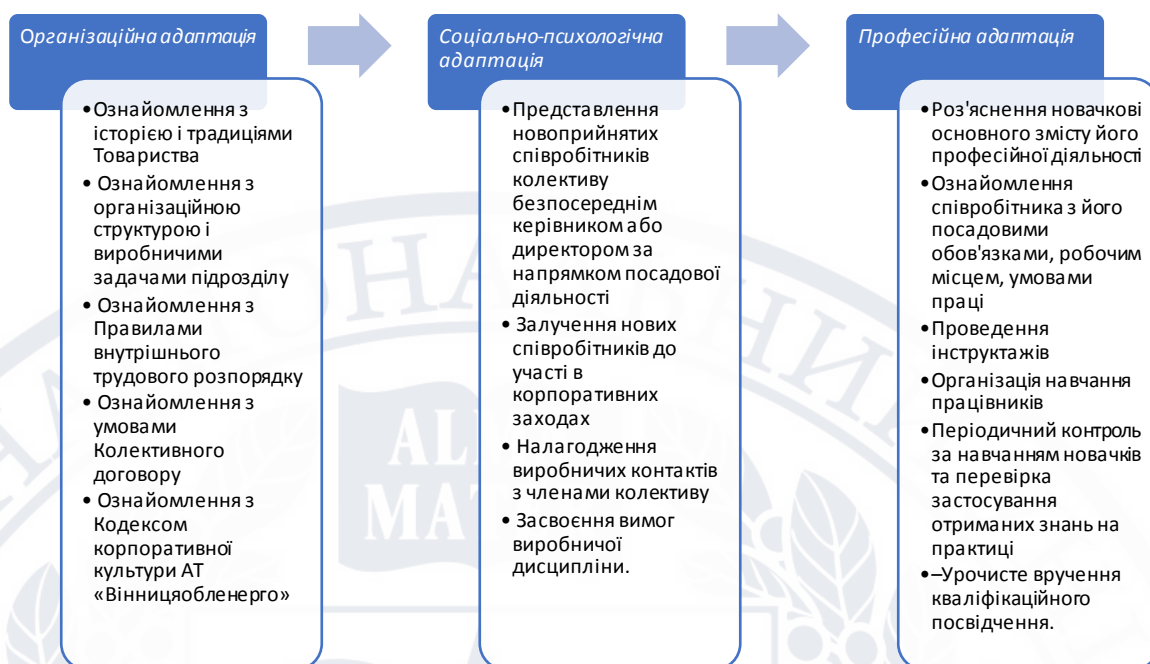 Організаційна адаптація
•Ознайомлення з
історією і традиціями
Товариства
• Ознайомлення з
організаційною
структурою і
виробничими
задачами підрозділу
• Ознайомлення з
Правилами
внутрішнього
трудового розпорядку
• Ознайомлення з
умовами
Колективного
договору
• Ознайомлення з
Кодексом
корпоративної
культури АТ
«Вінницяобленерго»
Соціально-психологічна
адаптація
•Представлення
новоприйнятих
співробітників
колективу
безпосереднім
керівником або
директором за
напрямком посадової
діяльності
• Залучення нових
співробітників до
участі в
корпоративних
заходах
• Налагодження
виробничих контактів
з членами колективу
• Засвоєння вимог
виробничої
дисципліни.
Професійна адаптація
•Роз'яснення новачкові
основного змісту його
професійної діяльності
•Ознайомлення
співробітника з його
посадовими
обов'язками, робочим
місцем, умовами
праці
•Проведення
інструктажів
•Організація навчання
працівників
•Періодичний контроль
за навчанням новачків
та перевірка
застосування
отриманих знань на
практиці
•–Урочисте вручення
кваліфікаційного
посвідчення.